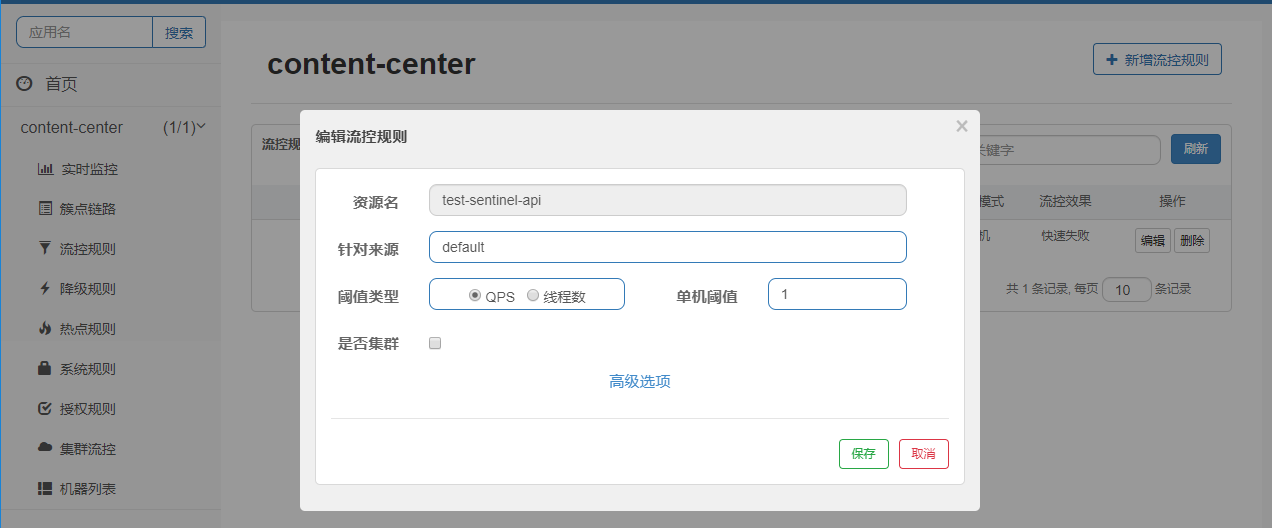 应用名 搜索
首页
content-center (1/1)
实时监控
簇点链路
流控规则
降级规则
热点规则
系统规则
授权规则
集群流控
机器列表
content-center
新增流控规则
流控规
关键字 刷新
模式 流控效果 操作
机 快速失败 编辑 删除
共 1 条记录, 每页 10 条记录
编辑流控规则 ×
资源名 test-sentinel-api
针对来源 default
阈值类型 QPS 线程数 单机阈值 1
是否集群
高级选项
保存 取消